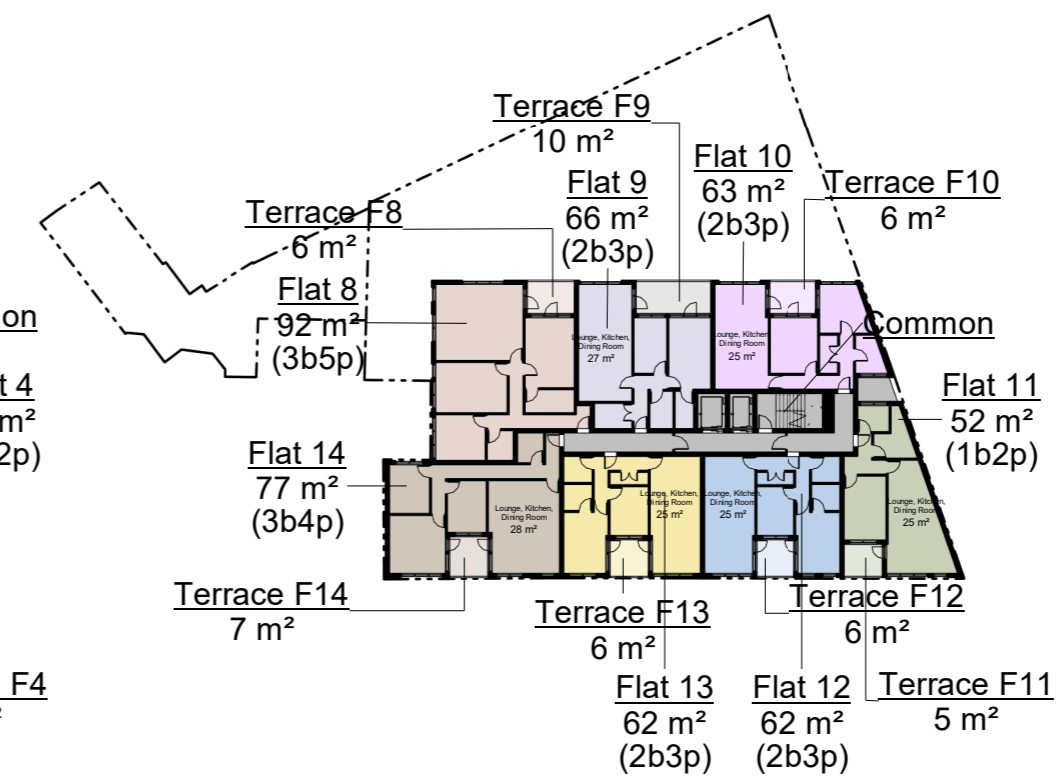 Terrace F9
10 m²
Flat 10
63 m²
(2b3p)
Flat 9
66 m²
(2b3p)
Terrace F10
6 m²
Terrace F8
6 m²
Flat 8
92 m²
(3b5p)
on
Common
Lounge, Kitchen,
Dining Room
27 m²
Lounge, Kitchen,
Dining Room
25 m²
t 4
m²
2p)
Flat 11
52 m²
(1b2p)
Flat 14
77 m²
(3b4p)
Lounge, Kitchen,
Dining Room
28 m²
Lounge, Kitchen,
Dining Room
25 m²
Lounge, Kitchen,
Dining Room
25 m²
Lounge, Kitchen,
Dining Room
25 m²
Terrace F14
7 m²
Terrace F13
6 m²
Terrace F12
6 m²
F4
Flat 13
62 m²
(2b3p)
Flat 12
62 m²
(2b3p)
Terrace F11
5 m²